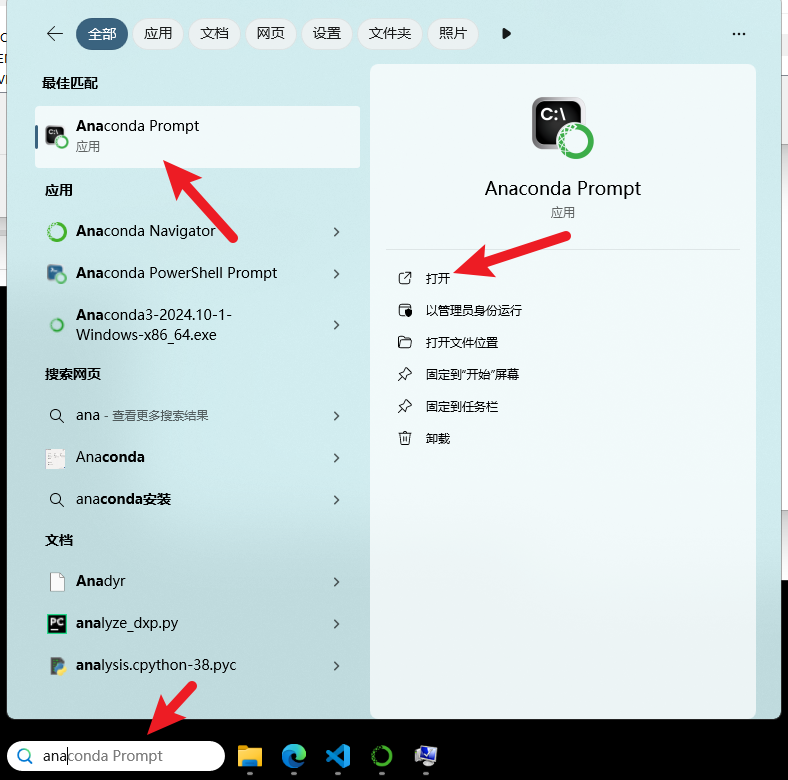 全部 应用 文档 网页 设置 文件夹 照片
最佳匹配
Anaconda Prompt
应用
应用
Anaconda Navigator
Anaconda PowerShell Prompt
Anaconda3-2024.10-1-
Windows-x86_64.exe
搜索网页
ana - 查看更多搜索结果
Anaconda
anaconda安装
文档
Anadyr
analyze_dxp.py
analysis.cpython-38.pyc
C:\
Anaconda Prompt
应用
打开
以管理员身份运行
打开文件位置
固定到"开始"屏幕
固定到任务栏
卸载
anaconda Prompt